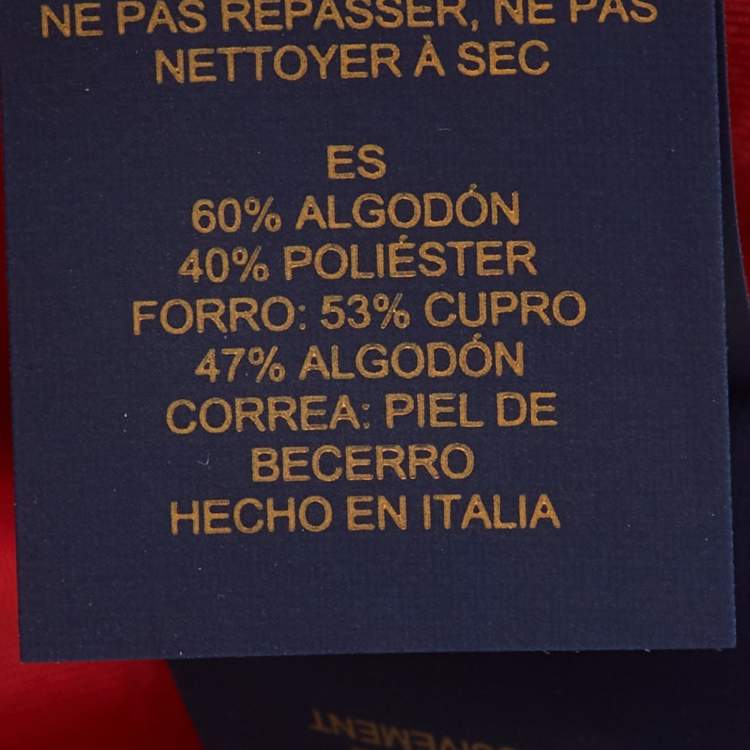 NE PAS REPASSER, NE PAS
NETTOYER À SEC
ES
60% ALGODÓN
40% POLIÉSTER
FORRO: 53% CUPRO
47% ALGODÓN
CORREA: PIEL DE
BECERRO
HECHO EN ITALIA